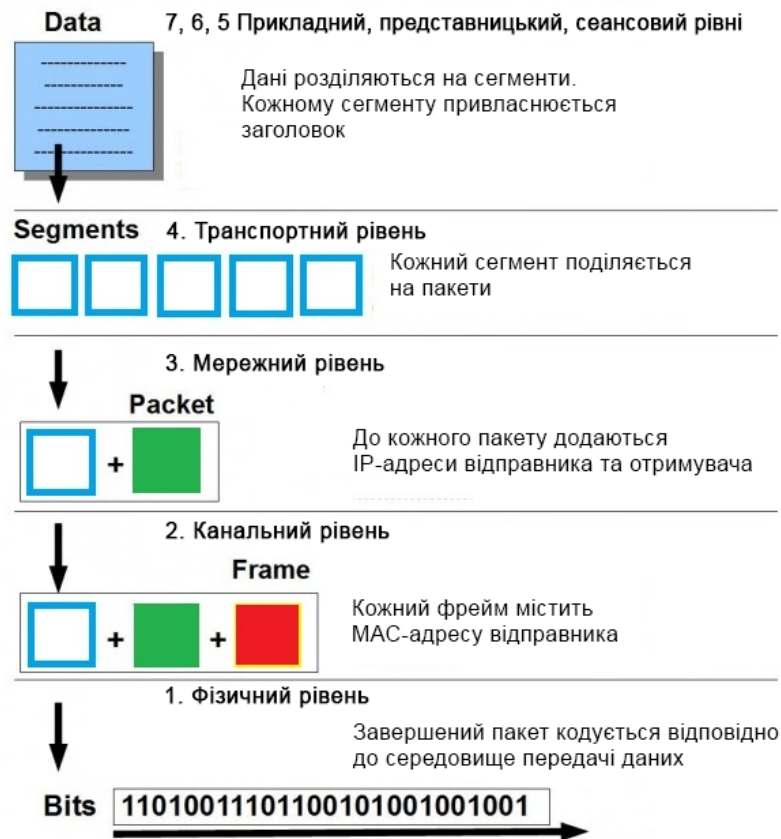 Data 7, 6, 5 Прикладний, представницький, сеансовий рівні
Дані розділяються на сегменти.
Кожному сегменту привласнюється
заголовок
Segments 4. Транспортний рівень
Кожний сегмент поділяється
на пакети
3. Мережний рівень
Packet
До кожного пакету додаються
IP-адреси відправника та отримувача
+
2. Канальний рівень
Frame
Кожний фрейм містить
MAC-адресу відправника
+ +
1. Фізичний рівень
Завершений пакет кодується відповідно
до середовище передачі даних
Bits 1101001110110010100100100​1